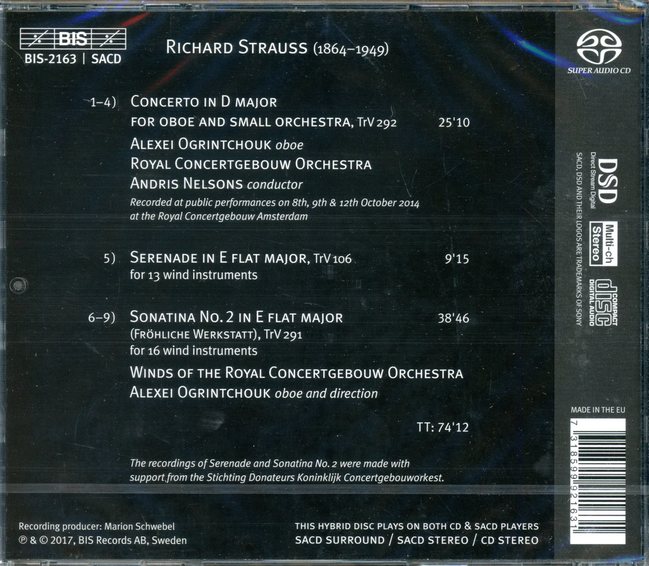 BIS
BIS-2163 | SACD
RICHARD STRAUSS (1864–1949)
SUPER AUDIO CD
1–4) CONCERTO IN D MAJOR
FOR OBOE AND SMALL ORCHESTRA, TrV 292 25'10
ALEXEI OGRINTCHOUK oboe
ROYAL CONCERTGEBOUW ORCHESTRA
ANDRIS NELSONS conductor
Recorded at public performances on 8th, 9th & 12th October 2014
at the Royal Concertgebouw Amsterdam
5) SERENADE IN E FLAT MAJOR, TrV 106 9'15
for 13 wind instruments
6–9) SONATINA NO. 2 IN E FLAT MAJOR 38'46
(FRÖHLICHE WERKSTATT), TrV 291
for 16 wind instruments
WINDS OF THE ROYAL CONCERTGEBOUW ORCHESTRA
ALEXEI OGRINTCHOUK oboe and direction
TT: 74'12
The recordings of Serenade and Sonatina No. 2 were made with
support from the Stichting Donateurs Koninklijk Concertgebouworkest.
Recording producer: Marion Schwebel
℗ & © 2017, BIS Records AB, Sweden
THIS HYBRID DISC PLAYS ON BOTH CD & SACD PLAYERS
SACD SURROUND / SACD STEREO / CD STEREO
DSD
Direct Stream Digital
Multi-ch
Stereo
COMPACT
disc
DIGITAL AUDIO
SACD, DSD AND THEIR LOGOS ARE TRADEMARKS OF SONY
MADE IN THE EU
7 318599 921631